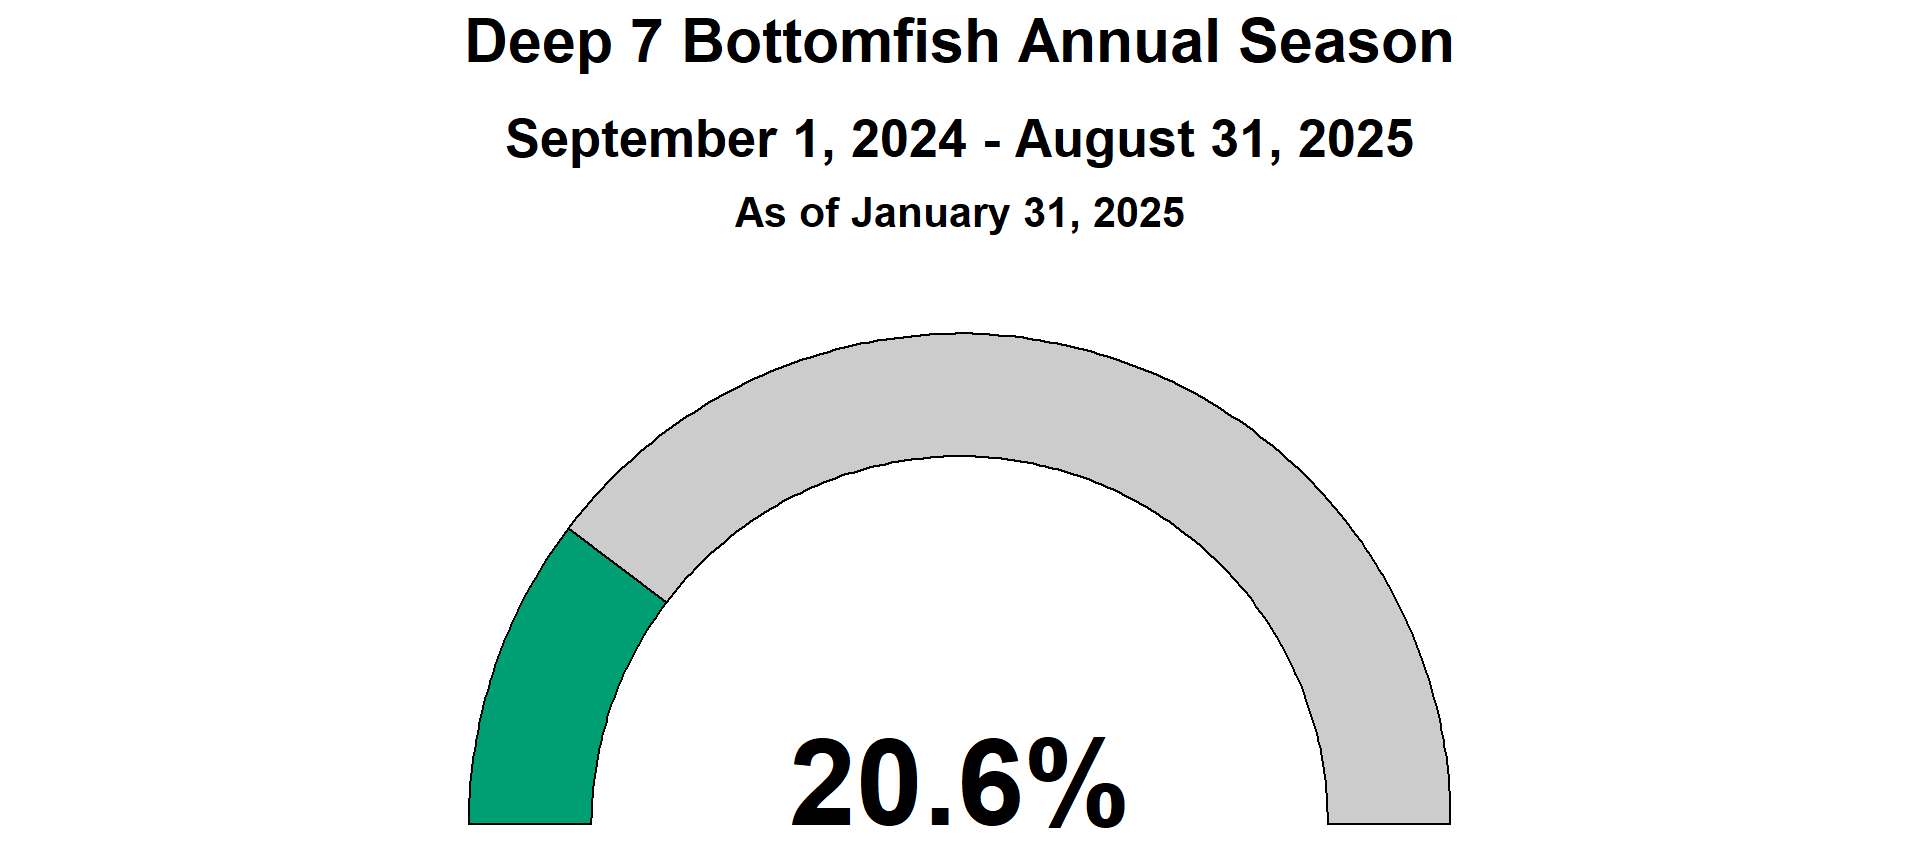 Deep 7 Bottomfish Annual Season
September 1, 2024 - August 31, 2025
As of January 31, 2025
20.6%